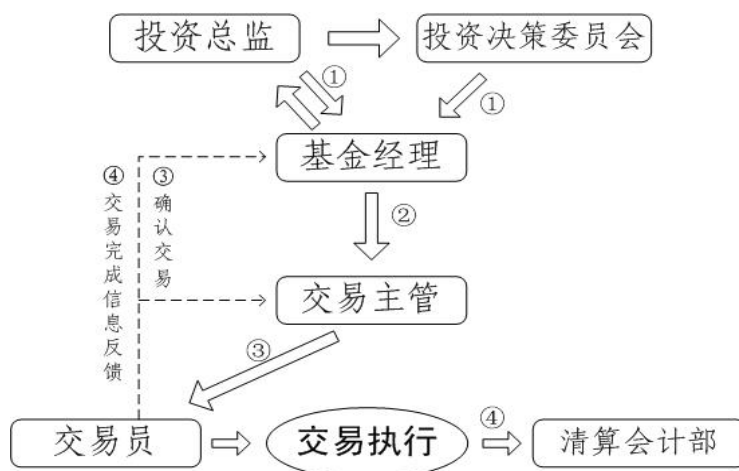 投资总监
投资决策委员会
①
①
基金经理
④交易完成信息反馈
③确认交易
②
交易主管
③
交易员
交易执行
④
清算会计部